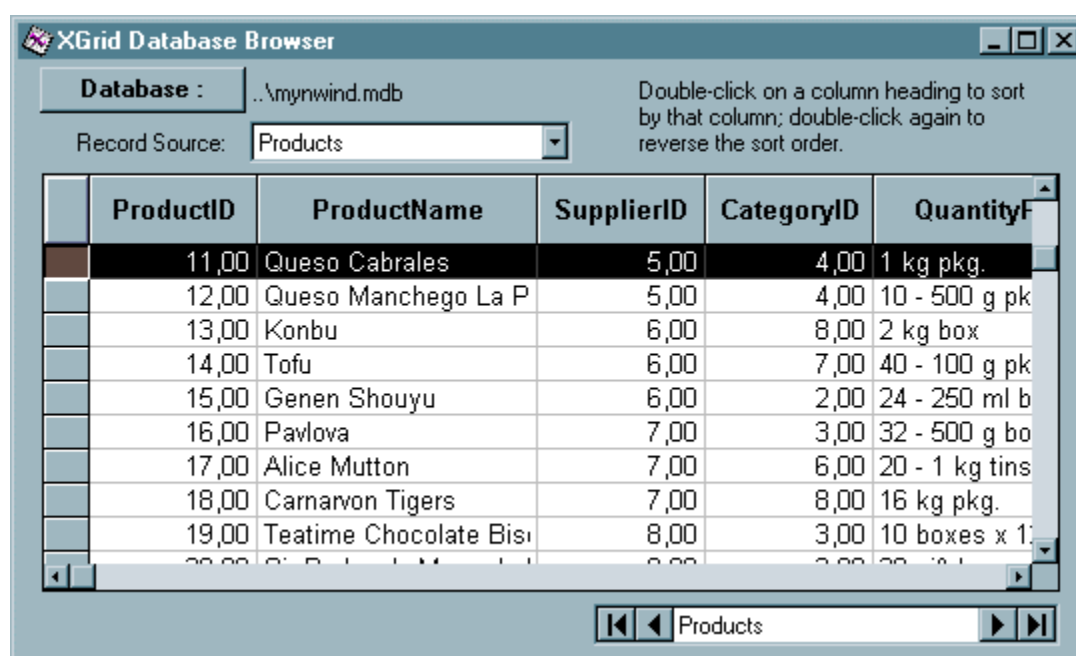 XGrid Database Browser
Database :
..\mynwind.mdb
Double-click on a column heading to sort
by that column; double-click again to
reverse the sort order.
Record Source:
Products
ProductID ProductName SupplierID CategoryID
11,00 Queso Cabrales 5,00 4,00 1 kg pkg.
12,00 Queso Manchego La P 5,00 4,00 10 - 500 g pk
13,00 Konbu 6,00 8,00 2 kg box
14,00 Tofu 6,00 7,00 40 - 100 g pk
15,00 Genen Shouyu 6,00 2,00 24 - 250 ml b
16,00 Pavlova 7,00 3,00 32 - 500 g bo
17,00 Alice Mutton 7,00 6,00 20 - 1 kg tins
18,00 Carnarvon Tigers 7,00 8,00 16 kg pkg.
19,00 Teatime Chocolate 8,00 3,00 10 boxes x
Products